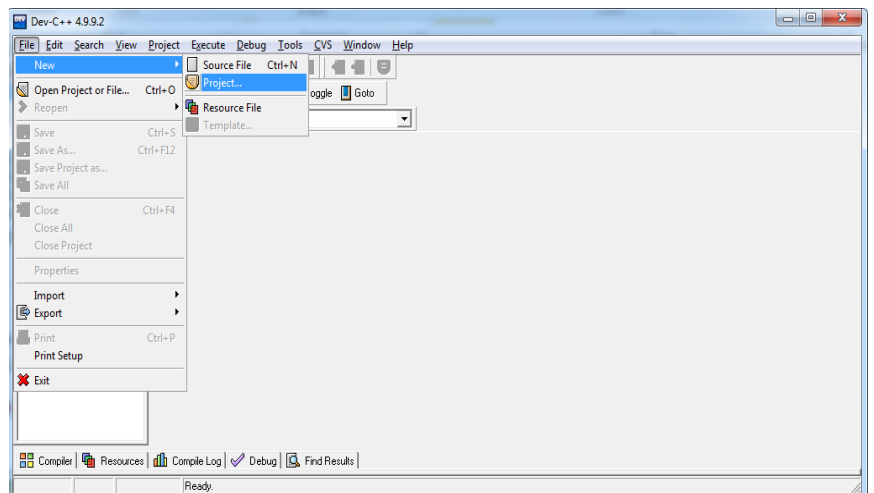 Dev-C++ 4.9.9.2
File Edit Search View Project Execute Debug Tools CVS Window Help
New
Source File Ctrl+N
Project...
Open Project or File... Ctrl+O
oggle Goto
Reopen
Resource File
Template...
Save Ctrl+S
Save As... Ctrl+F12
Save Project as...
Save All
Close Ctrl+F4
Close All
Close Project
Properties
Import
Export
Print Ctrl+P
Print Setup
Exit
Compiler Resources Compile Log Debug Find Results
Ready.